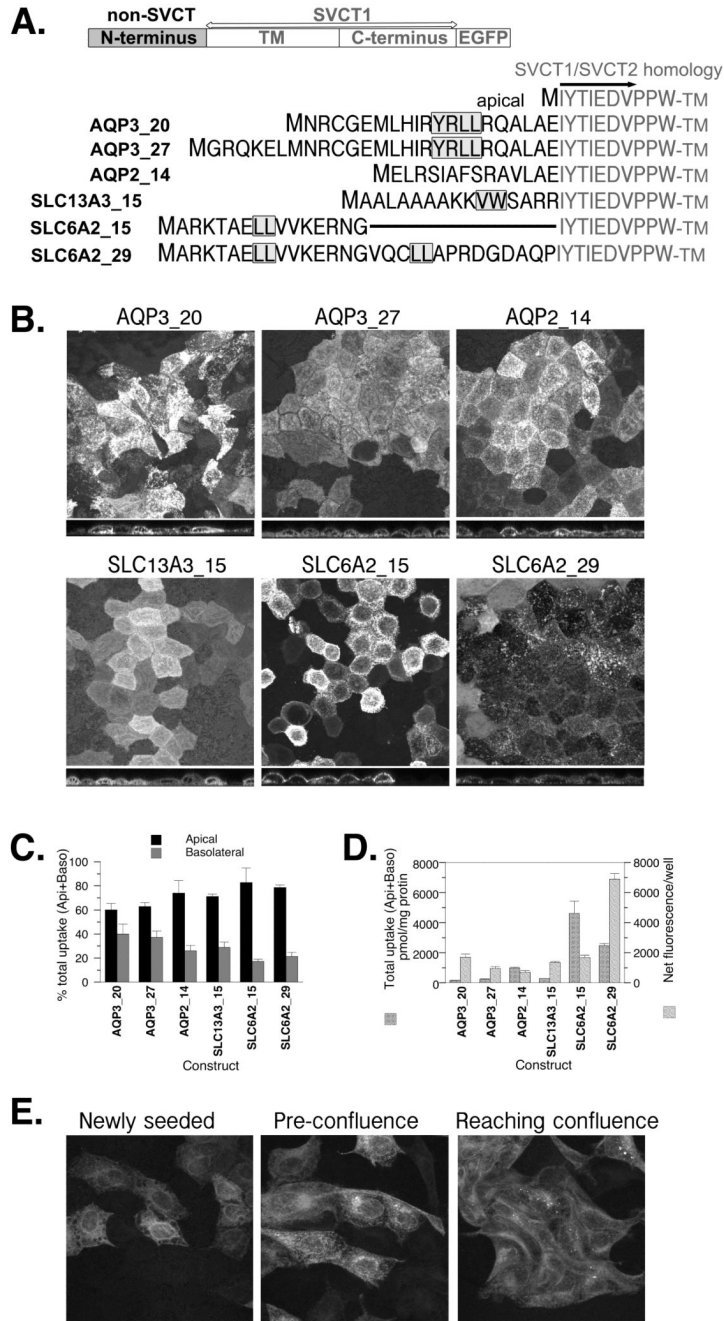 A.
non-SVCT SVCT1
N-terminus TM C-terminus EGFP
SVCT1/SVCT2 homology
apical MIYTIEDVPPW-TM
AQP3_20 MNRCGEMLHIRYRLLRQALAEIYTIEDVPPW-TM
AQP3_27 MGRQKELMNRCGEMLHIRYRLLRQALAEIYTIEDVPPW-TM
AQP2_14 MELRSIAFSRAVLAEIYTIEDVPPW-TM
SLC13A3_15 MAALAAAAKKVWSARRIYTIEDVPPW-TM
SLC6A2_15 MARKTAELLVVKERNG IYTIEDVPPW-TM
SLC6A2_29 MARKTAELLVVKERNGVQCLLAPRDGDAQPIYTIEDVPPW-TM
B.
AQP3_20 AQP3_27 AQP2_14
SLC13A3_15 SLC6A2_15 SLC6A2_29
C.
Apical
Basolateral
% total uptake (Api+Baso)
100
80
60
40
20
0
AQP3_20 AQP3_27 AQP2_14 SLC13A3_15 SLC6A2_15 SLC6A2_29
Construct
D.
Total uptake (Api+Baso)
pmol/mg protin
8000
6000
4000
2000
0
8000
6000
4000
2000
0
Net fluorescence/well
AQP3_20 AQP3_27 AQP2_14 SLC13A3_15 SLC6A2_15 SLC6A2_29
Construct
E.
Newly seeded Pre-confluence Reaching confluence